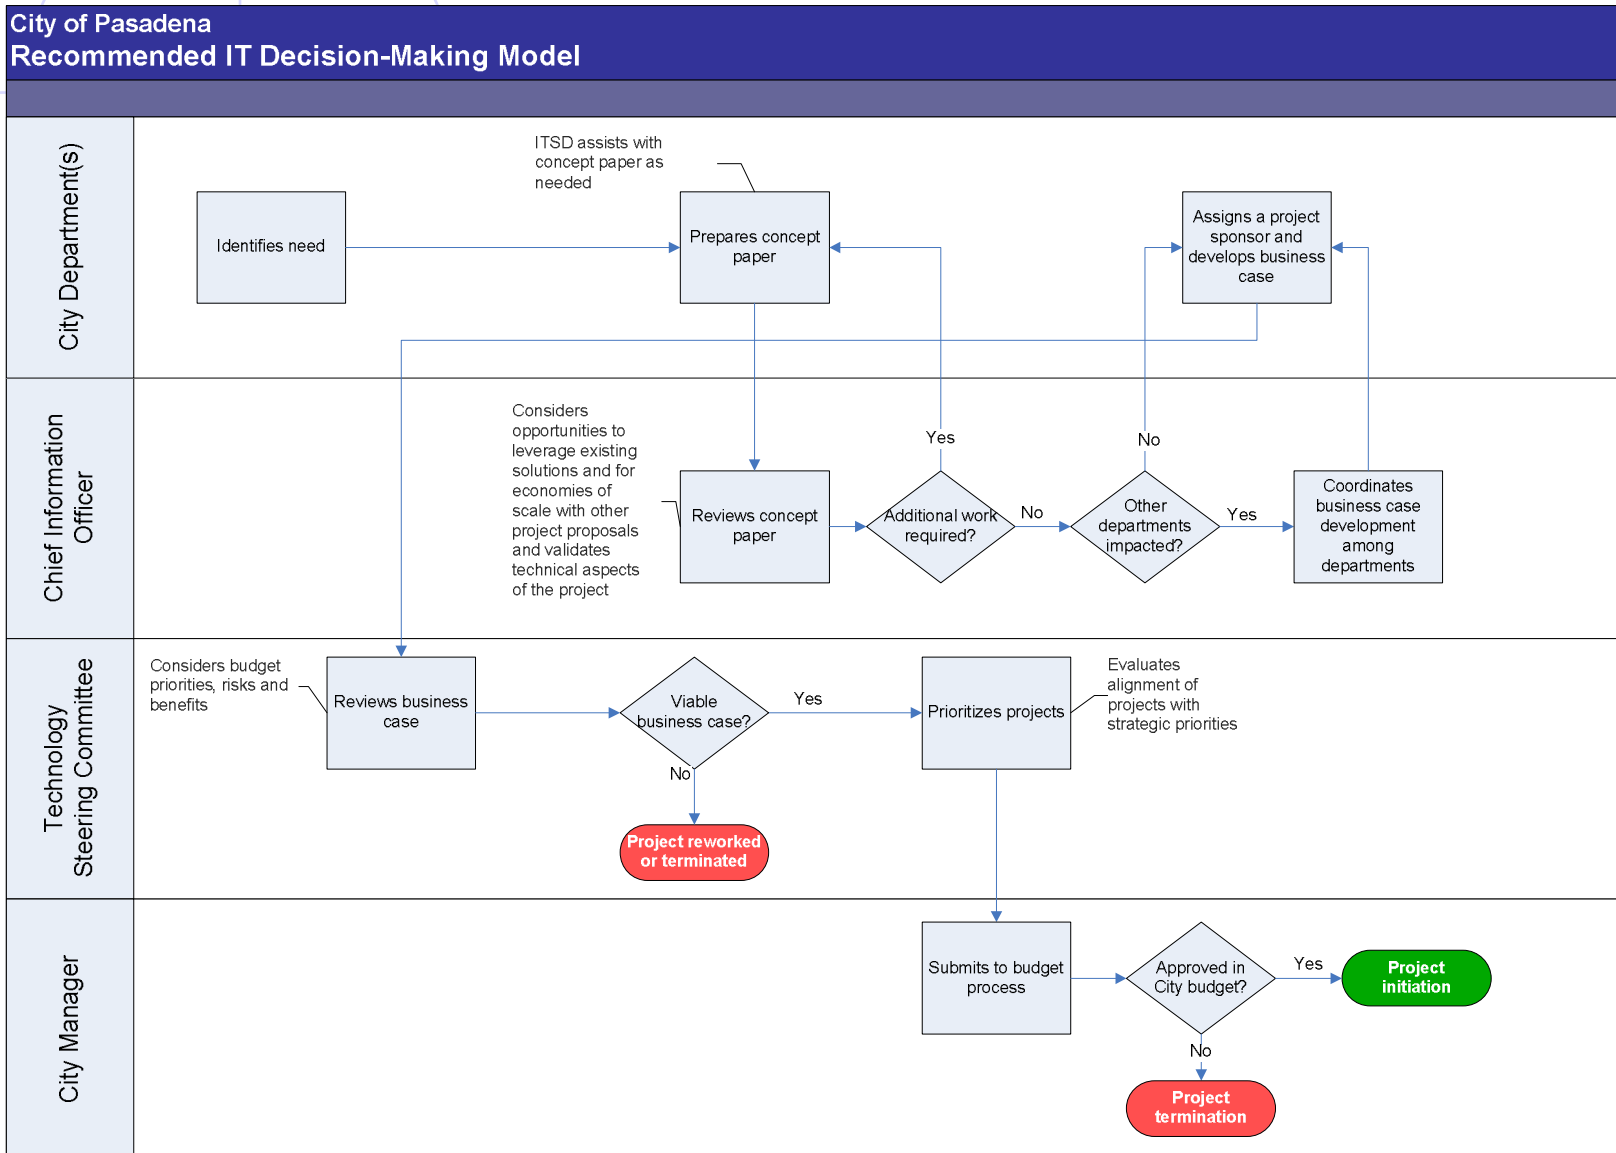 City of Pasadena
Recommended IT Decision-Making Model
City Department(s)
ITSD assists with
concept paper as
needed
Identifies need
Prepares concept
paper
Assigns a project
sponsor and
develops business
case
Chief Information
Officer
Considers
opportunities to
leverage existing
solutions and for
economies of
scale with other
project proposals
and validates
technical aspects
of the project
Reviews concept
paper
Yes
Additional work
required?
No
No
Other
departments
impacted?
Yes
Coordinates
business case
development
among
departments
Technology
Steering Committee
Considers budget
priorities, risks and
benefits
Reviews business
case
Viable
business case?
Yes
No
Project reworked
or terminated
Prioritizes projects
Evaluates
alignment of
projects with
strategic priorities
City Manager
Submits to budget
process
Approved in
City budget?
Yes
Project
initiation
No
Project
termination